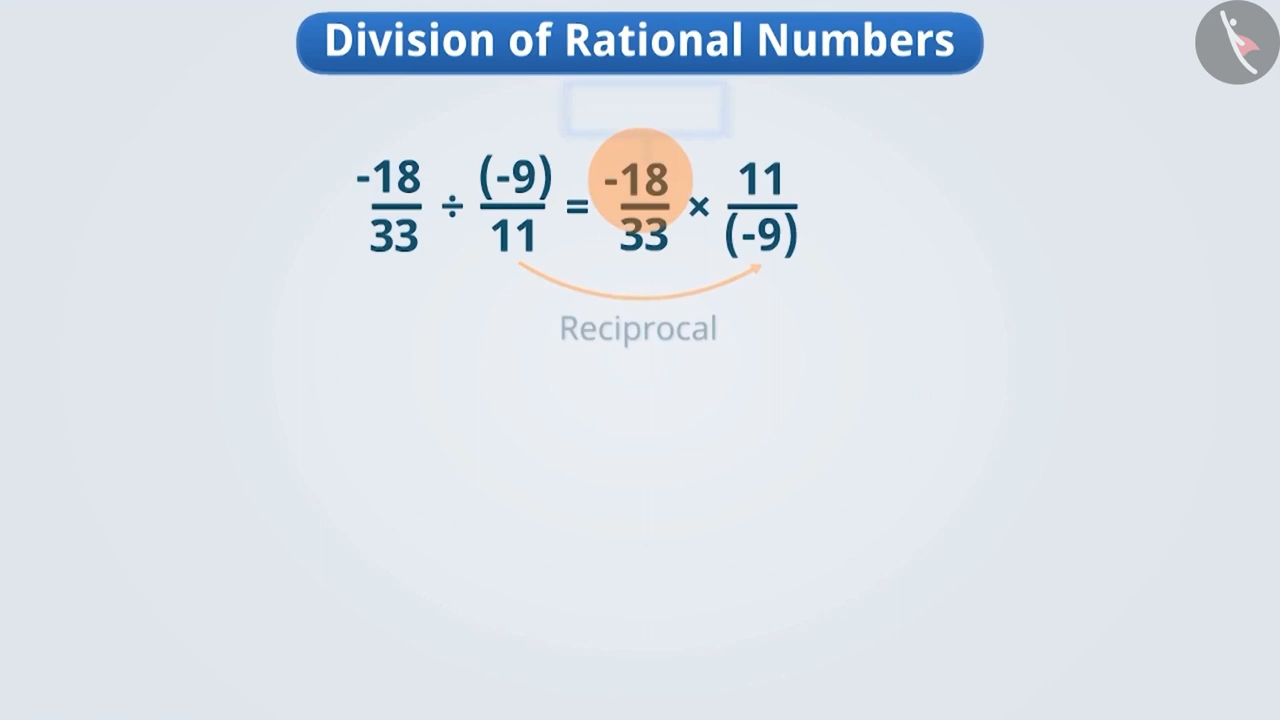 Division of Rational Numbers
-18/33 ÷ (-9)/11 = -18/33 × 11/(-9)
Reciprocal